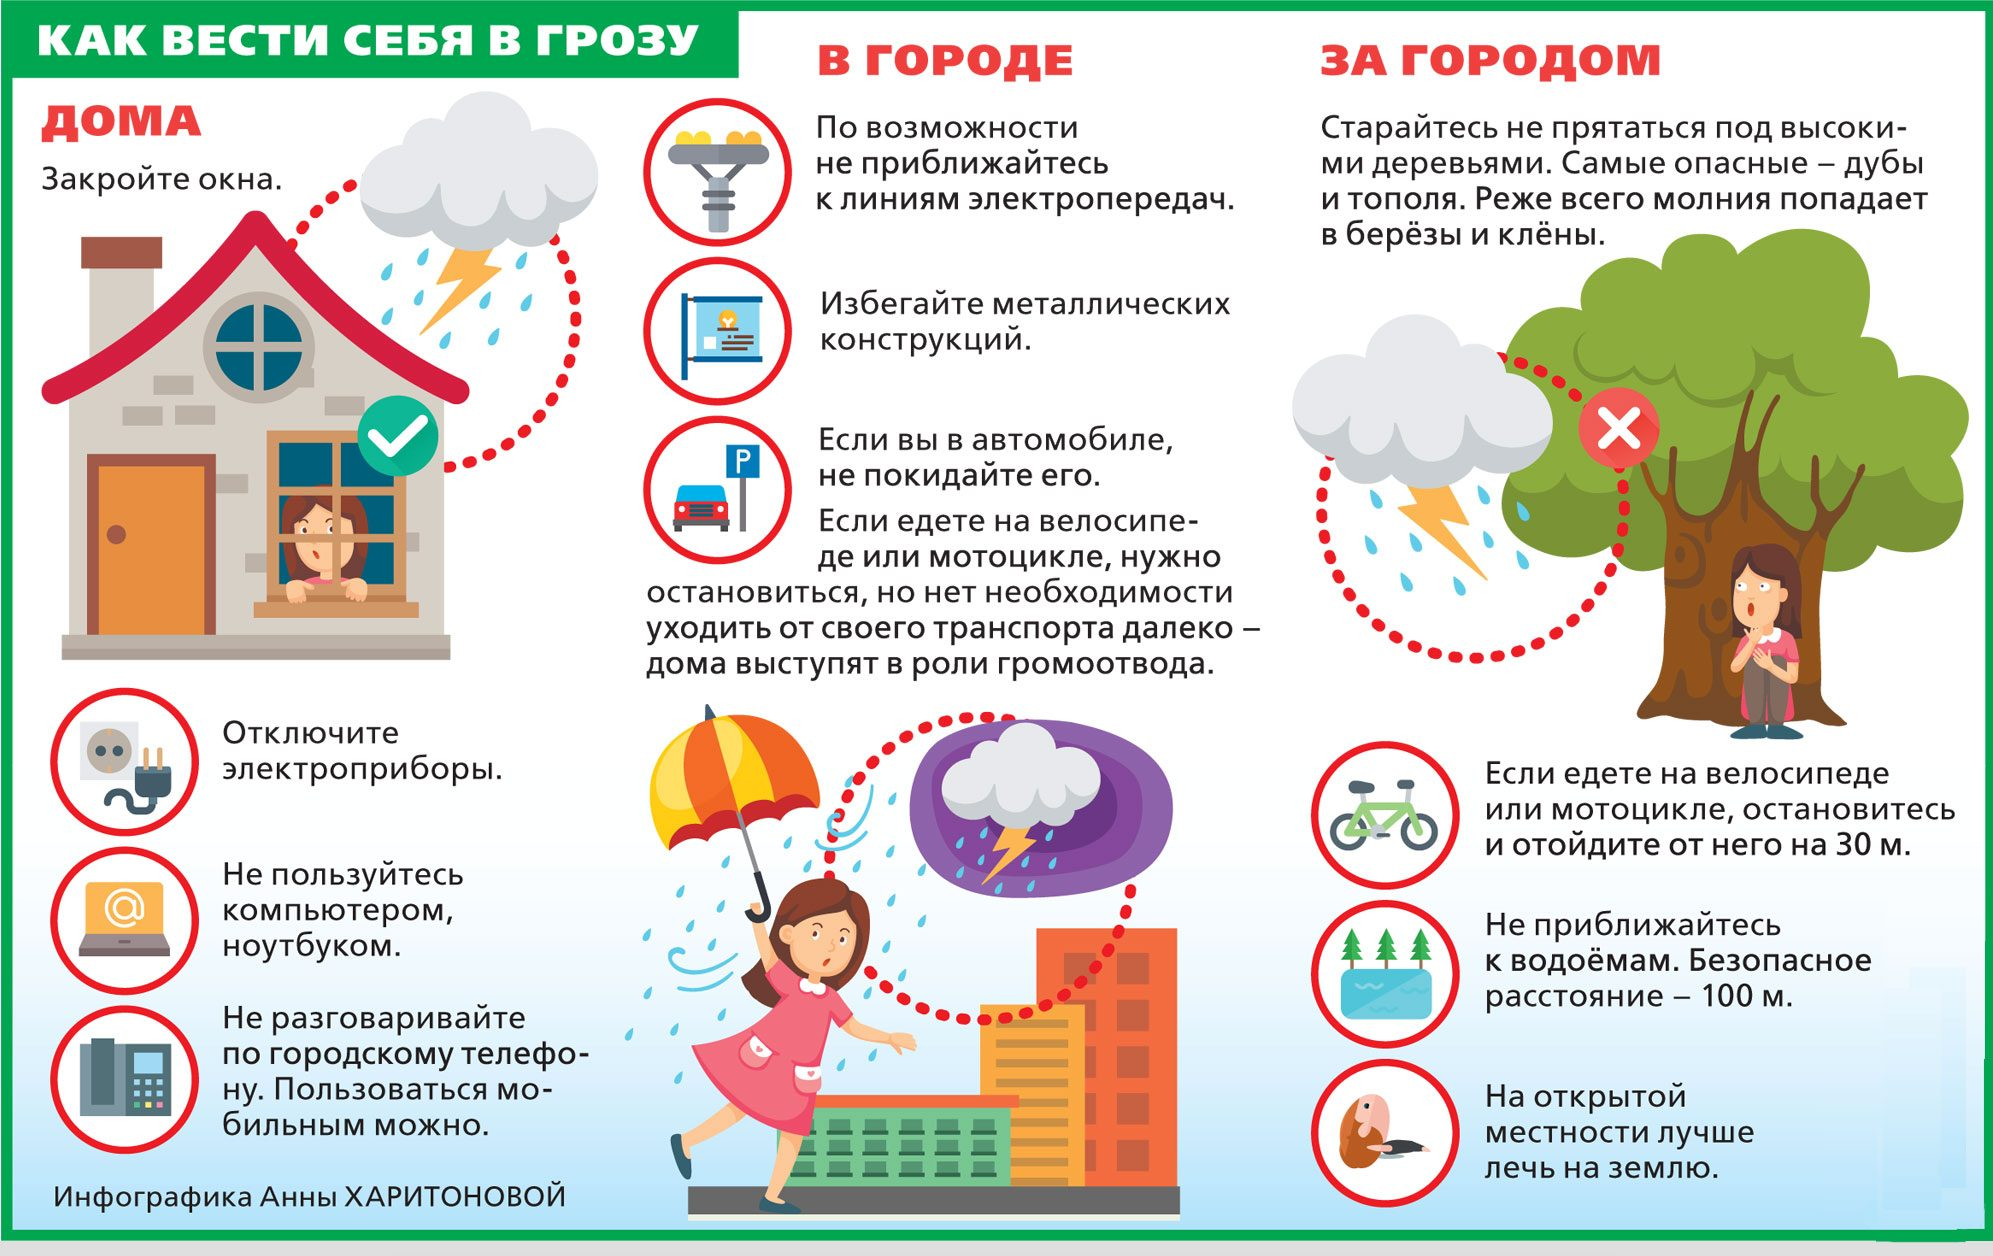 КАК ВЕСТИ СЕБЯ В ГРОЗУ
ДОМА
Закройте окна.
Отключите
электроприборы.
@
Не пользуйтесь
компьютером,
ноутбуком.
Не разговаривайте
по городскому телефо-
ну. Пользоваться мо-
бильным можно.
Инфографика Анны ХАРИТОНОВОЙ
В ГОРОДЕ
По возможности
не приближайтесь
к линиям электропередач.
Избегайте металлических
конструкций.
P
Если вы в автомобиле,
не покидайте его.
Если едете на велосипе-
де или мотоцикле, нужно
остановиться, но нет необходимости
уходить от своего транспорта далеко –
дома выступят в роли громоотвода.
ЗА ГОРОДОМ
Старайтесь не прятаться под высоки-
ми деревьями. Самые опасные – дубы
и тополя. Реже всего молния попадает
в берёзы и клёны.
Если едете на велосипеде
или мотоцикле, остановитесь
и отойдите от него на 30 м.
Не приближайтесь
к водоёмам. Безопасное
расстояние – 100 м.
На открытой
местности лучше
лечь на землю.